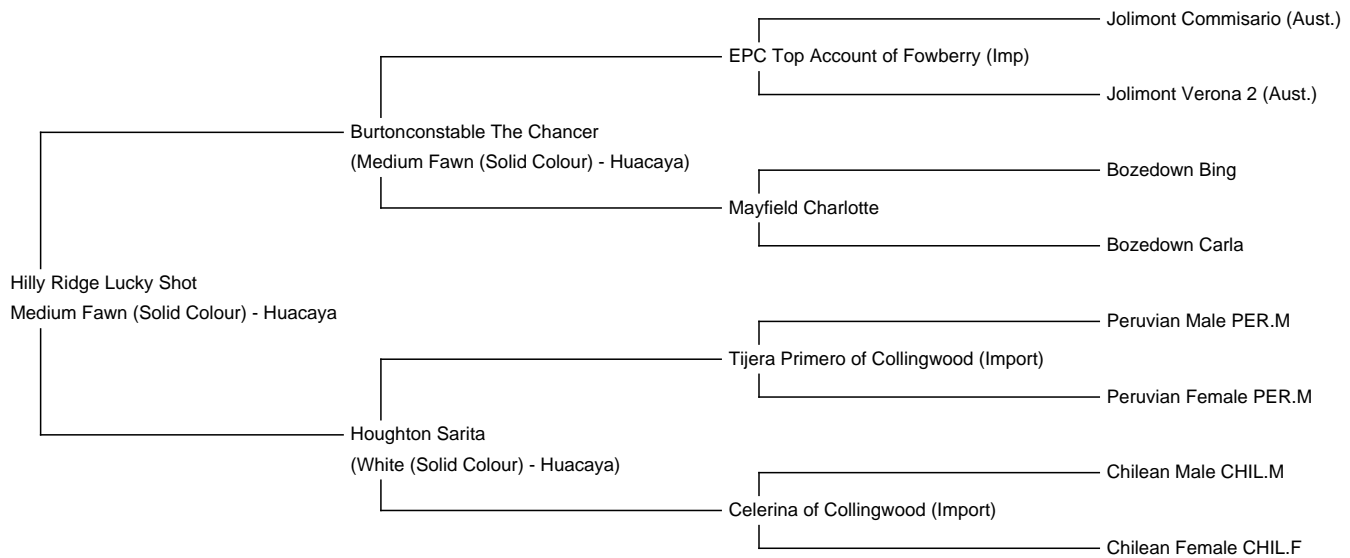 Jolimont Commisario (Aust.)
EPC Top Account of Fowberry (Imp)
Jolimont Verona 2 (Aust.)
Burtonconstable The Chancer
(Medium Fawn (Solid Colour) - Huacaya)
Bozedown Bing
Mayfield Charlotte
Bozedown Carla
Hilly Ridge Lucky Shot
Medium Fawn (Solid Colour) - Huacaya
Peruvian Male PER.M
Tijera Primero of Collingwood (Import)
Peruvian Female PER.M
Houghton Sarita
(White (Solid Colour) - Huacaya)
Chilean Male CHIL.M
Celerina of Collingwood (Import)
Chilean Female CHIL.F